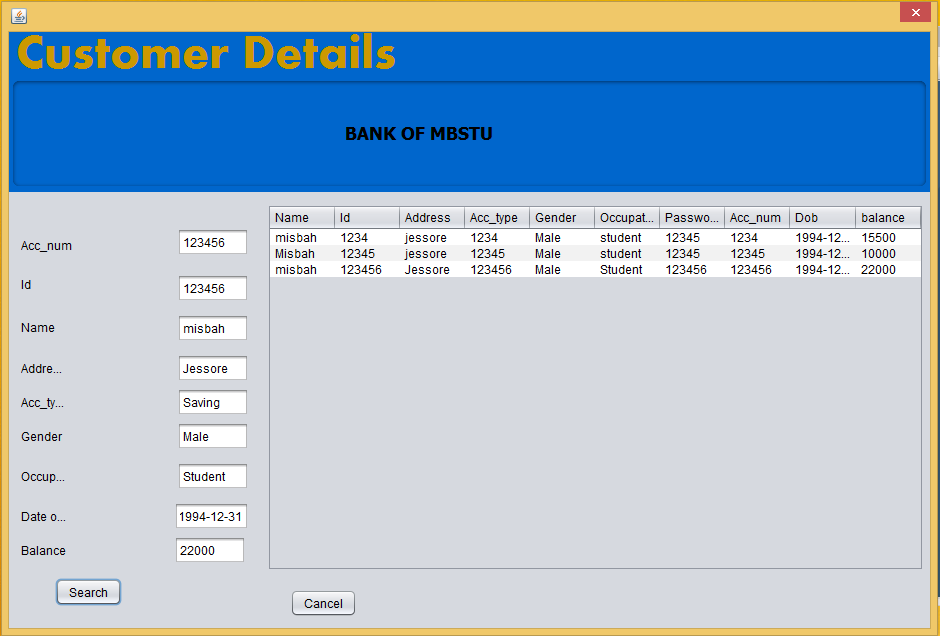 Customer Details
BANK OF MBSTU
Acc_num 123456
Id 123456
Name misbah
Addre... Jessore
Acc_ty... Saving
Gender Male
Occup... Student
Date o... 1994-12-31
Balance 22000
Search
Name Id Address Acc_type Gender Occupat... Passwo... Acc_num Dob balance
misbah 1234 jessore 1234 Male student 12345 1234 1994-12... 15500
Misbah 12345 jessore 12345 Male student 12345 12345 1994-12... 10000
misbah 123456 Jessore 123456 Male Student 123456 123456 1994-12... 22000
Cancel